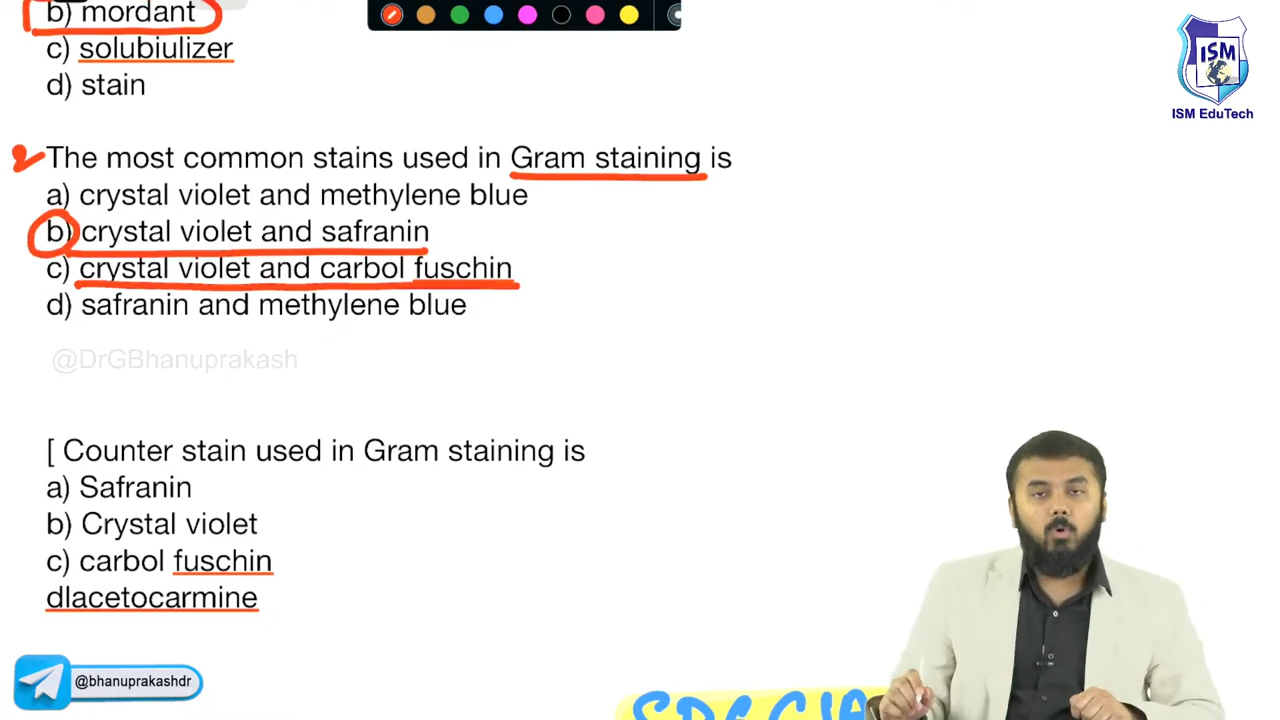 b) mordant
c) solubiulizer
d) stain
ISM
ISM EduTech
The most common stains used in Gram staining is
a) crystal violet and methylene blue
b) crystal violet and safranin
c) crystal violet and carbol fuschin
d) safranin and methylene blue
@DrGBhanuprakash
[ Counter stain used in Gram staining is
a) Safranin
b) Crystal violet
c) carbol fuschin
dlacetocarmine
@bhanuprakashdr
SPECIA